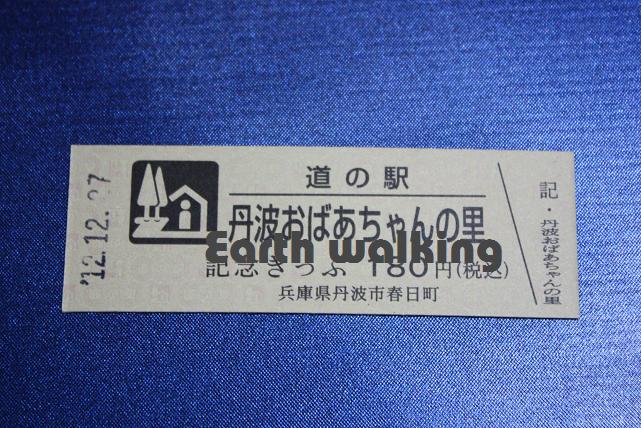 '12.12.27
道の駅
丹波おばあちゃんの里
Earth walking
記念きっぷ 180円(税込)
兵庫県丹波市春日町
記・丹波おばあちゃんの里